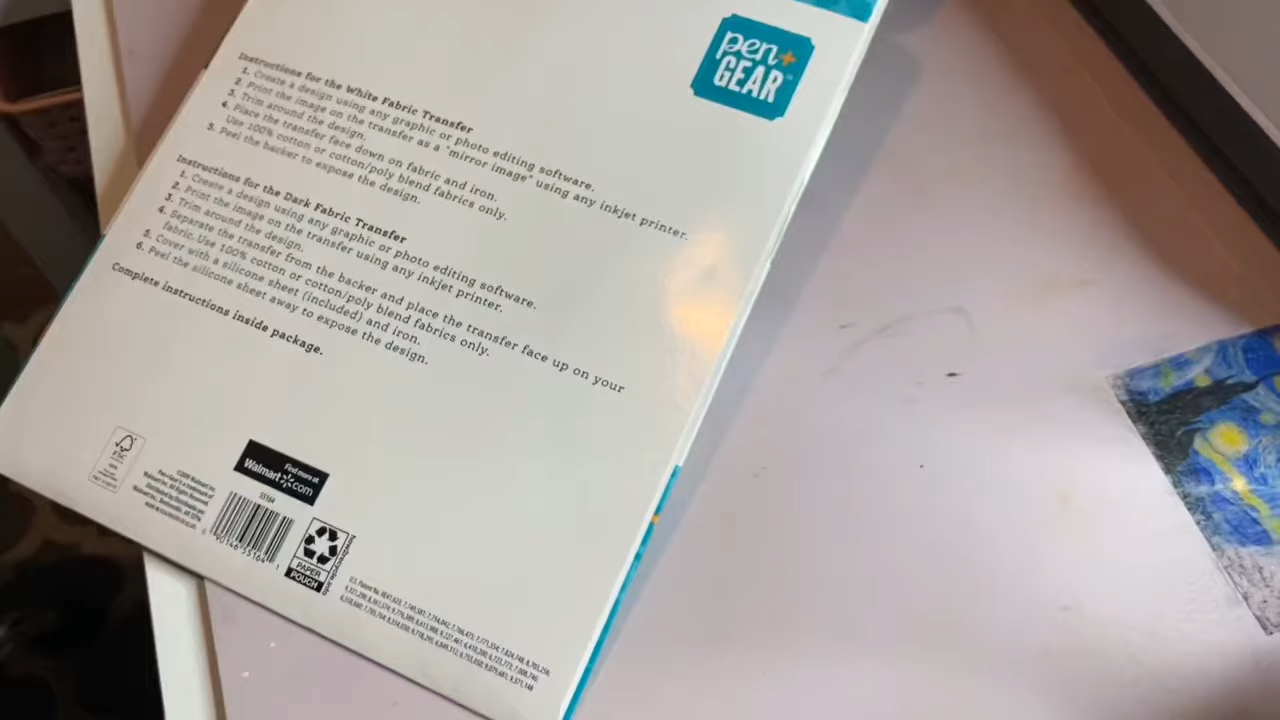 pen+
GEAR
Instructions for the White Fabric Transfer
1. Create a design using any graphic or photo editing software.
2. Print the image on the transfer as a "mirror image" using any inkjet printer.
3. Trim around the design.
4. Place the transfer face down on fabric and iron.
Use 100% cotton or cotton/poly blend fabrics only.
5. Peel the backer to expose the design.
Instructions for the Dark Fabric Transfer
1. Create a design using any graphic or photo editing software.
2. Print the image on the transfer using any inkjet printer.
3. Trim around the design.
4. Separate the transfer from the backer and place the transfer face up on your
fabric. Use 100% cotton or cotton/poly blend fabrics only.
5. Cover with a silicone sheet (included) and iron.
6. Peel the silicone sheet away to expose the design.
Complete instructions inside package.
FSC
Find more at
Walmart.com
55164
PAPER
POUCH
how2recycle.info